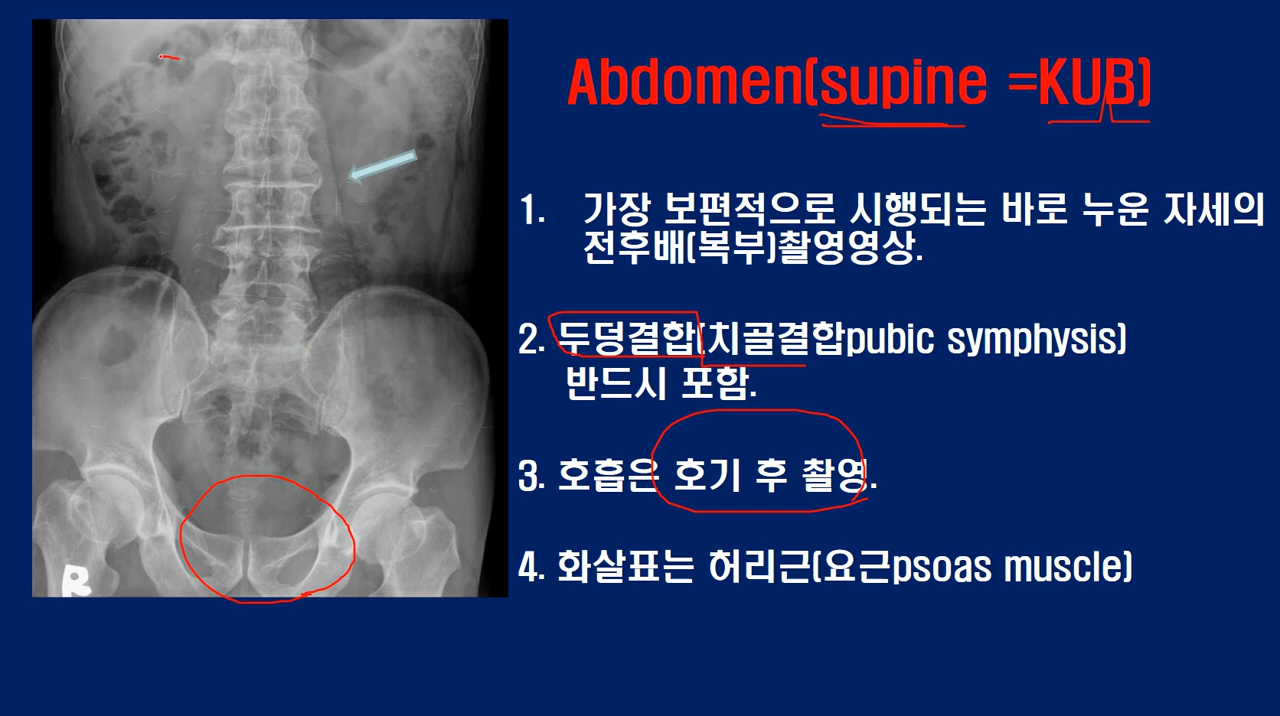 Abdomen(supine =KUB)
1. 가장 보편적으로 시행되는 바로 누운 자세의
전후배(복부)촬영영상.
2. 두덩결합(치골결합pubic symphysis)
반드시 포함.
3. 호흡은 호기 후 촬영.
4. 화살표는 허리근(요근psoas muscle)
R